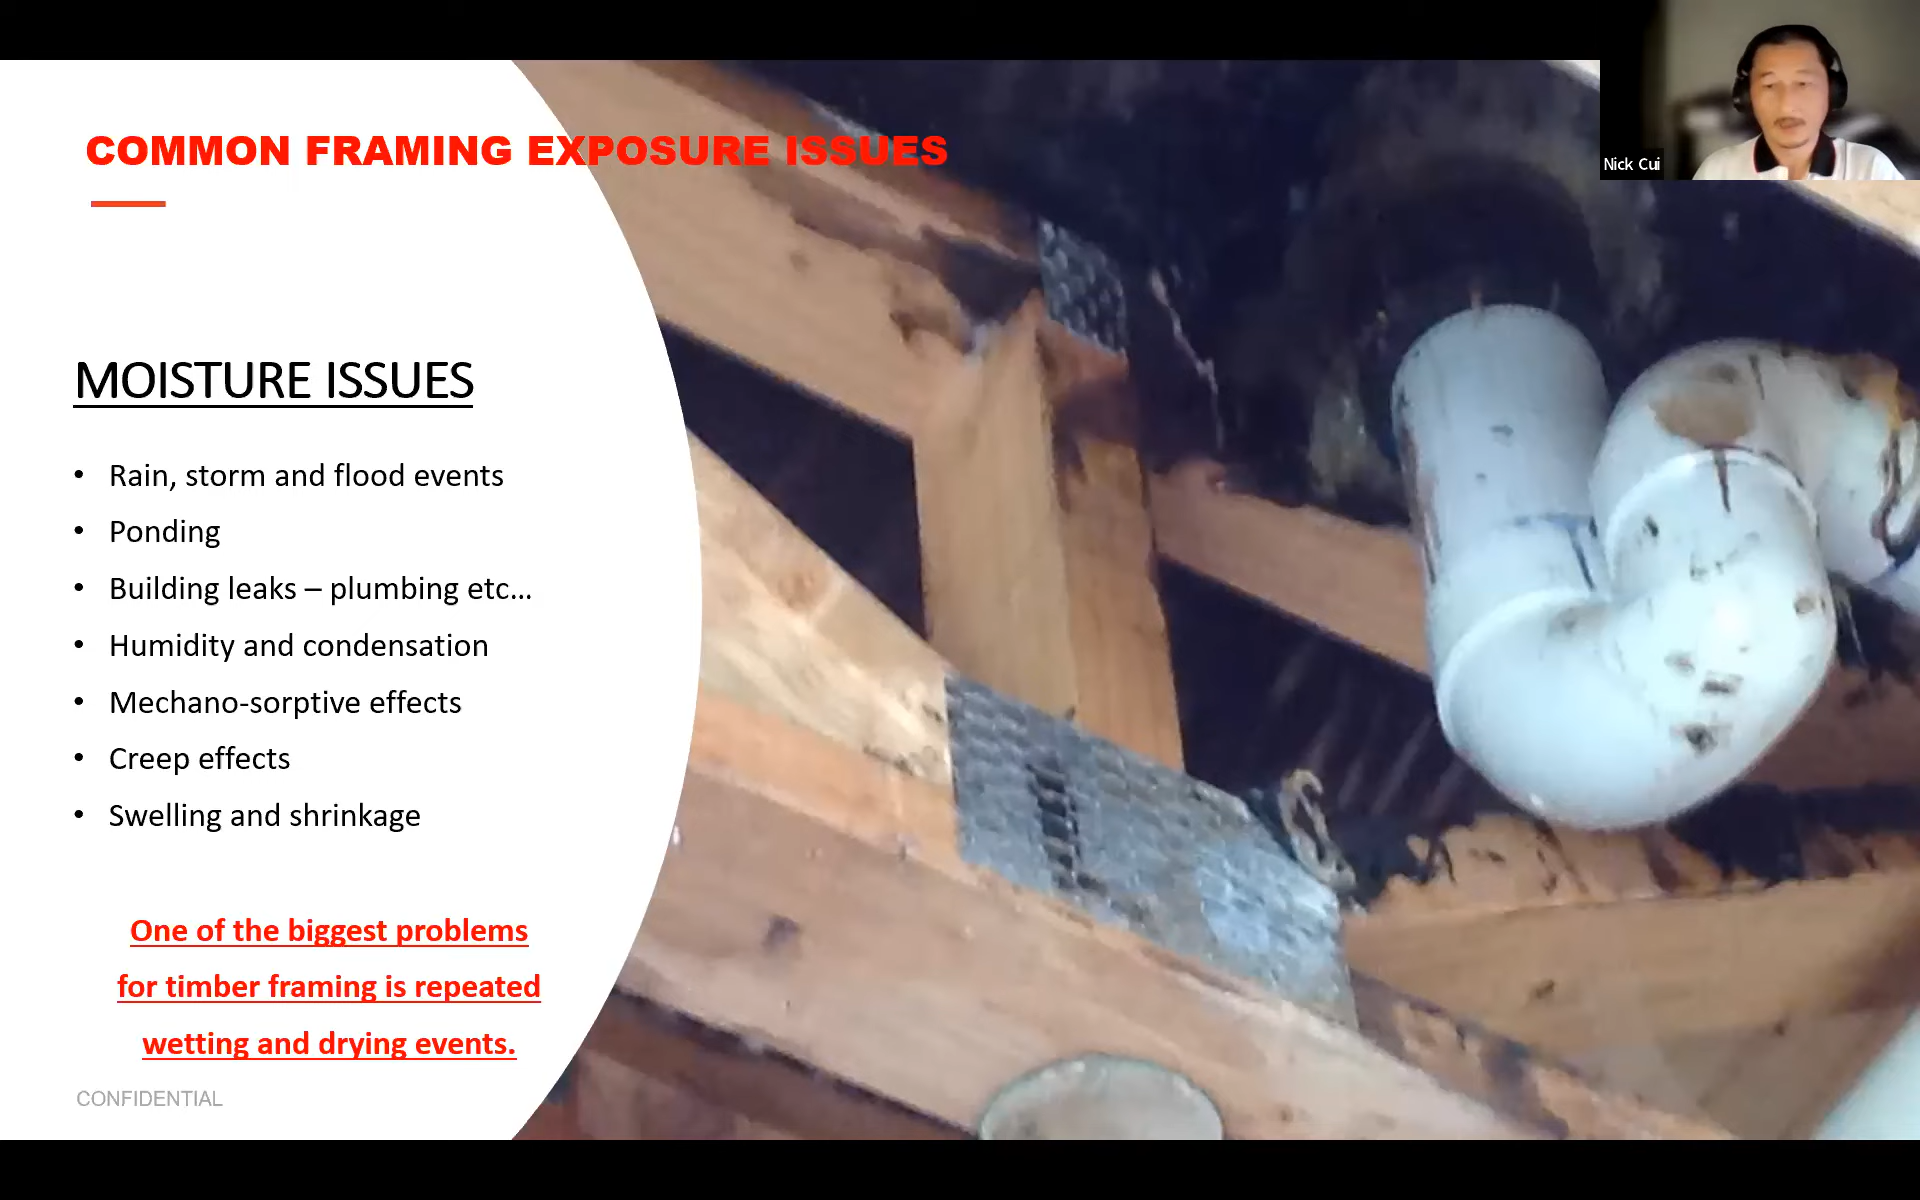 COMMON FRAMING EXPOSURE ISSUES
Nick Cui
MOISTURE ISSUES
• Rain, storm and flood events
• Ponding
• Building leaks – plumbing etc...
• Humidity and condensation
• Mechano-sorptive effects
• Creep effects
• Swelling and shrinkage
One of the biggest problems
for timber framing is repeated
wetting and drying events.
CONFIDENTIAL